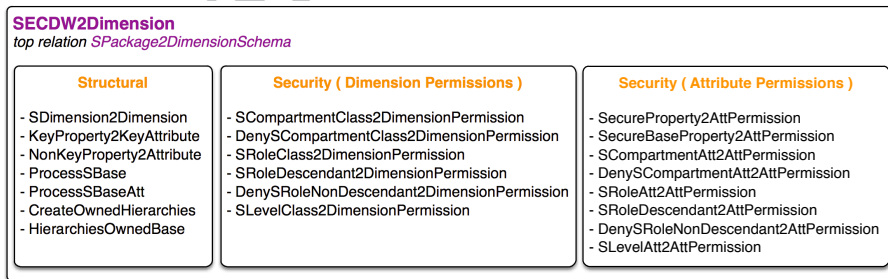 SECDW2Dimension
top relation SPackage2DimensionSchema
Structural
- SDimension2Dimension
- KeyProperty2KeyAttribute
- NonKeyProperty2Attribute
- ProcessSBase
- ProcessSBaseAtt
- CreateOwnedHierarchies
- HierarchiesOwnedBase
Security ( Dimension Permissions )
- SCompartmentClass2DimensionPermission
- DenySCompartmentClass2DimensionPermission
- SRoleClass2DimensionPermission
- SRoleDescendant2DimensionPermission
- DenySRoleNonDescendant2DimensionPermission
- SLevelClass2DimensionPermission
Security ( Attribute Permissions )
- SecureProperty2AttPermission
- SecureBaseProperty2AttPermission
- SCompartmentAtt2AttPermission
- DenySCompartmentAtt2AttPermission
- SRoleAtt2AttPermission
- SRoleDescendant2AttPermission
- DenySRoleNonDescendant2AttPermission
- SLevelAtt2AttPermission